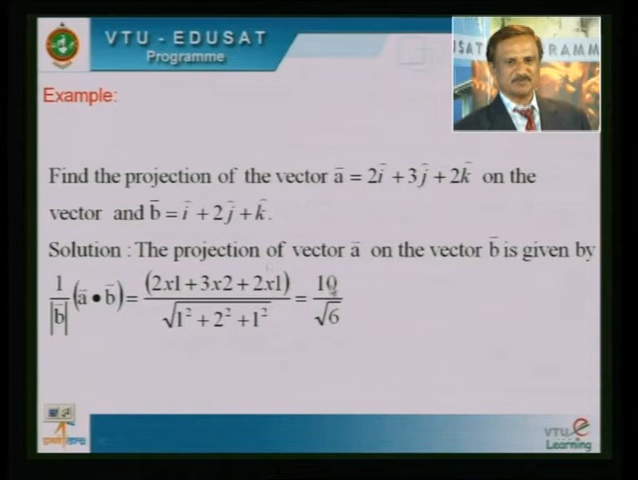 VTU - EDUSAT
Programme
USAT
RAMM
Example:
Find the projection of the vector a̅ = 2i̅ + 3j̅ + 2k̅ on the
vector and b̅ = i̅ + 2j̅ + k̅.
Solution : The projection of vector a̅ on the vector b̅ is given by
1/|b̅| (a̅ • b̅) = (2x1+3x2+2x1)/√(1² + 2² + 1²) = 10/√6
VTU e
Learning